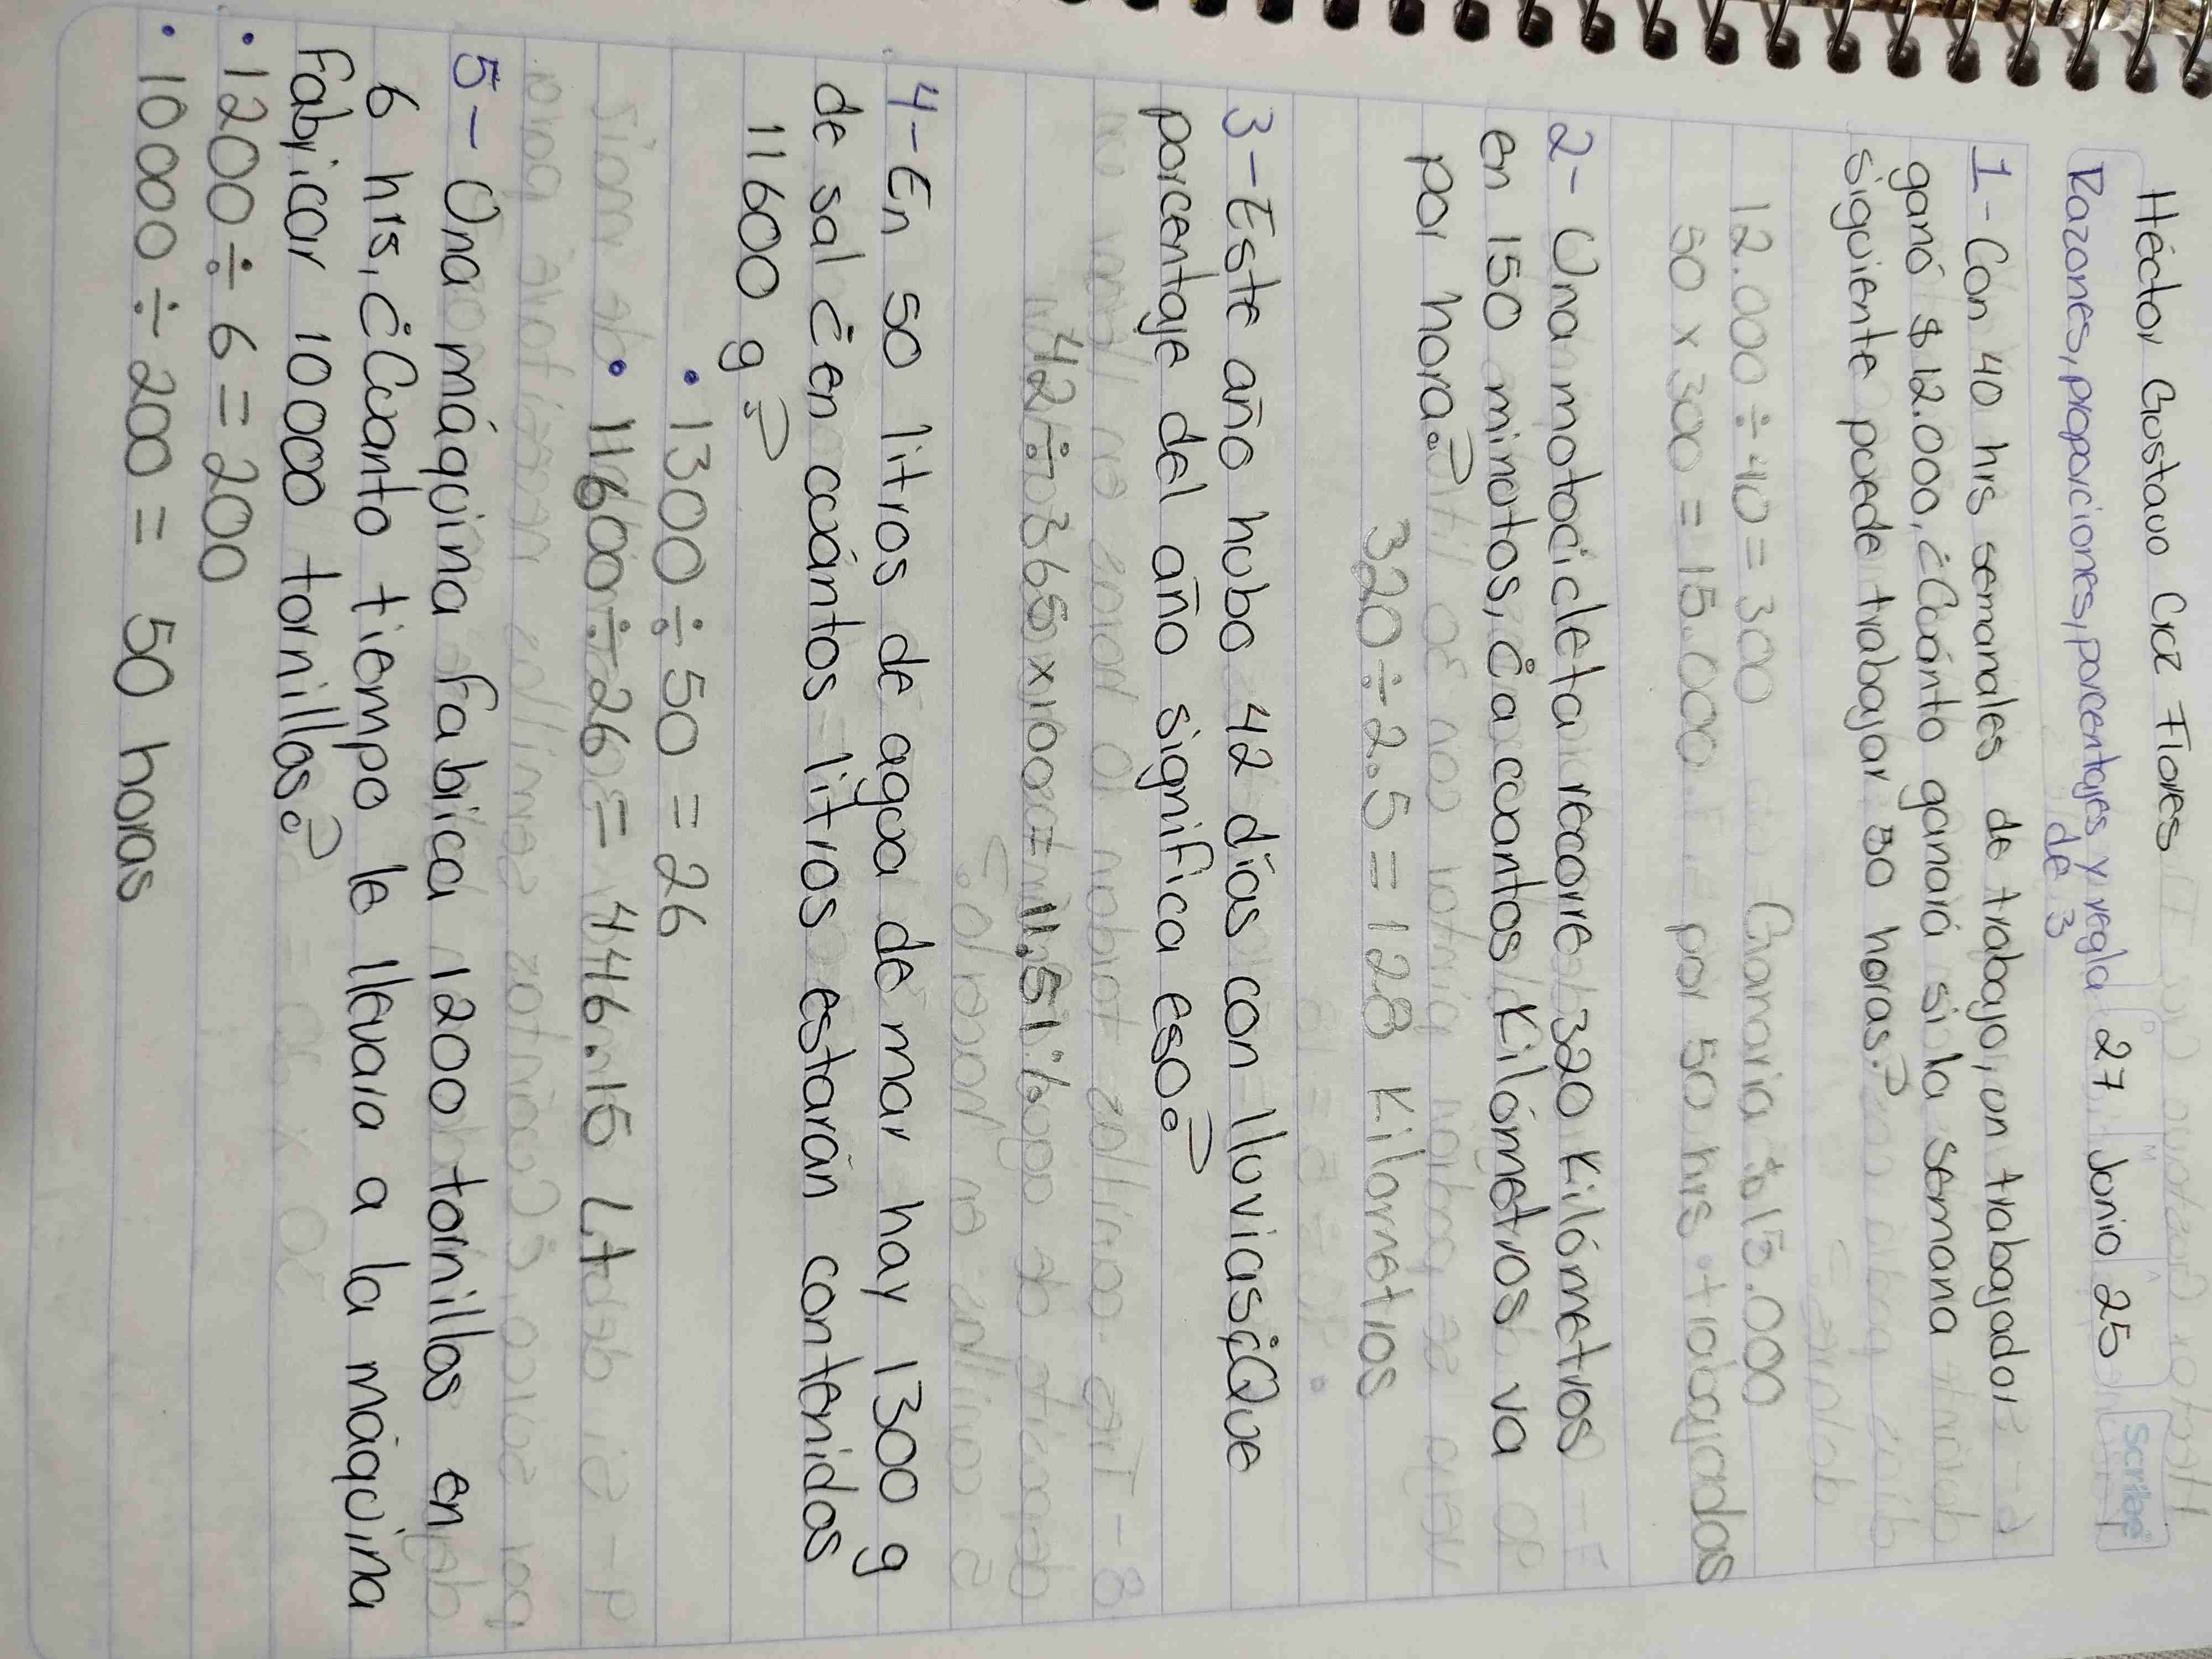 Héctor Gustavo Cruz Flores
Razones, proporciones, porcentajes y regla de 3
27 Junio 25
Scribe
1- Con 40 hrs semanales de trabajo, un trabajador
ganó $ 12.000, ¿Cuánto ganará si la semana
siguiente puede trabajar 50 horas?
12.000 ÷ 40 = 300 Ganaria $ 15.000
50 x 300 = 15.000 por 50 hrs trabajadas
2- Una motocicleta recorre 320 Kilómetros
en 150 minutos, ¿a cuantos Kilómetros va
por hora?
320 ÷ 2.5 = 128 Kilometros
3- Este año hubo 42 días con lluvias ¿Que
porcentaje del año significa eso?
42 ÷ 365 x 100 = 11,51 %
4- En 50 litros de agua de mar hay 1300 g
de sal ¿en cuántos litros estarán contenidos
11600 g?
• 1300 ÷ 50 = 26
• 11600 ÷ 26 = 446.15 Lt
5- Una máquina fabrica 1200 tornillos en
6 hrs, ¿Cuanto tiempo le llevara a la máquina
Fabricar 10000 tornillos?
• 1200 ÷ 6 = 200
• 10000 ÷ 200 = 50 horas